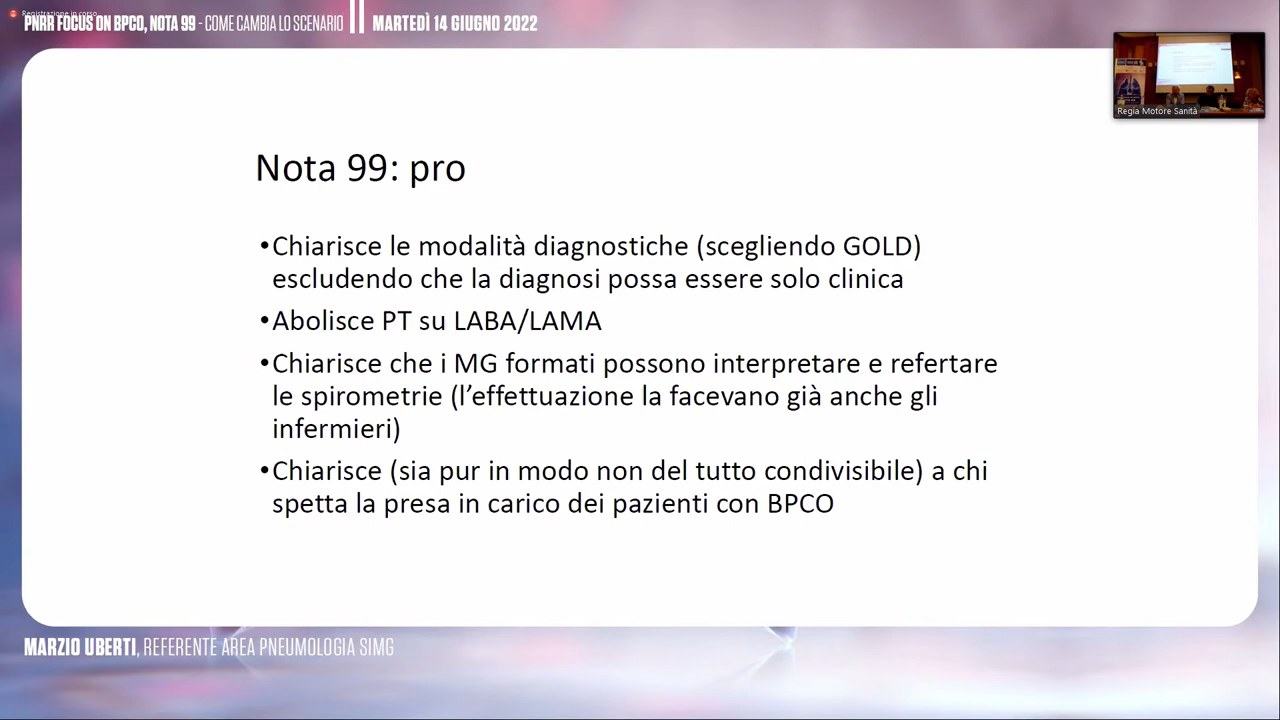 Registrazione in corso
PNRR FOCUS ON BPCO, NOTA 99 - COME CAMBIA LO SCENARIO || MARTEDÌ 14 GIUGNO 2022
Regia Motore Sanità
Nota 99: pro
•Chiarisce le modalità diagnostiche (scegliendo GOLD)
escludendo che la diagnosi possa essere solo clinica
•Abolisce PT su LABA/LAMA
•Chiarisce che i MG formati possono interpretare e refertare
le spirometrie (l’effettuazione la facevano già anche gli
infermieri)
•Chiarisce (sia pur in modo non del tutto condivisibile) a chi
spetta la presa in carico dei pazienti con BPCO
MARZIO UBERTI, REFERENTE AREA PNEUMOLOGIA SIMG